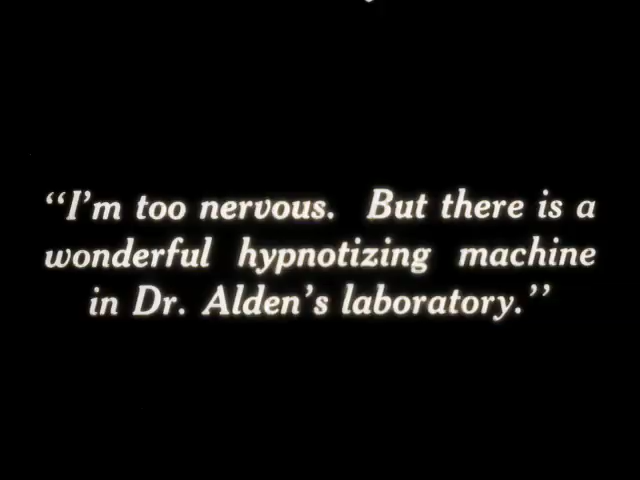 “I’m too nervous. But there is a
wonderful hypnotizing machine
in Dr. Alden’s laboratory.”